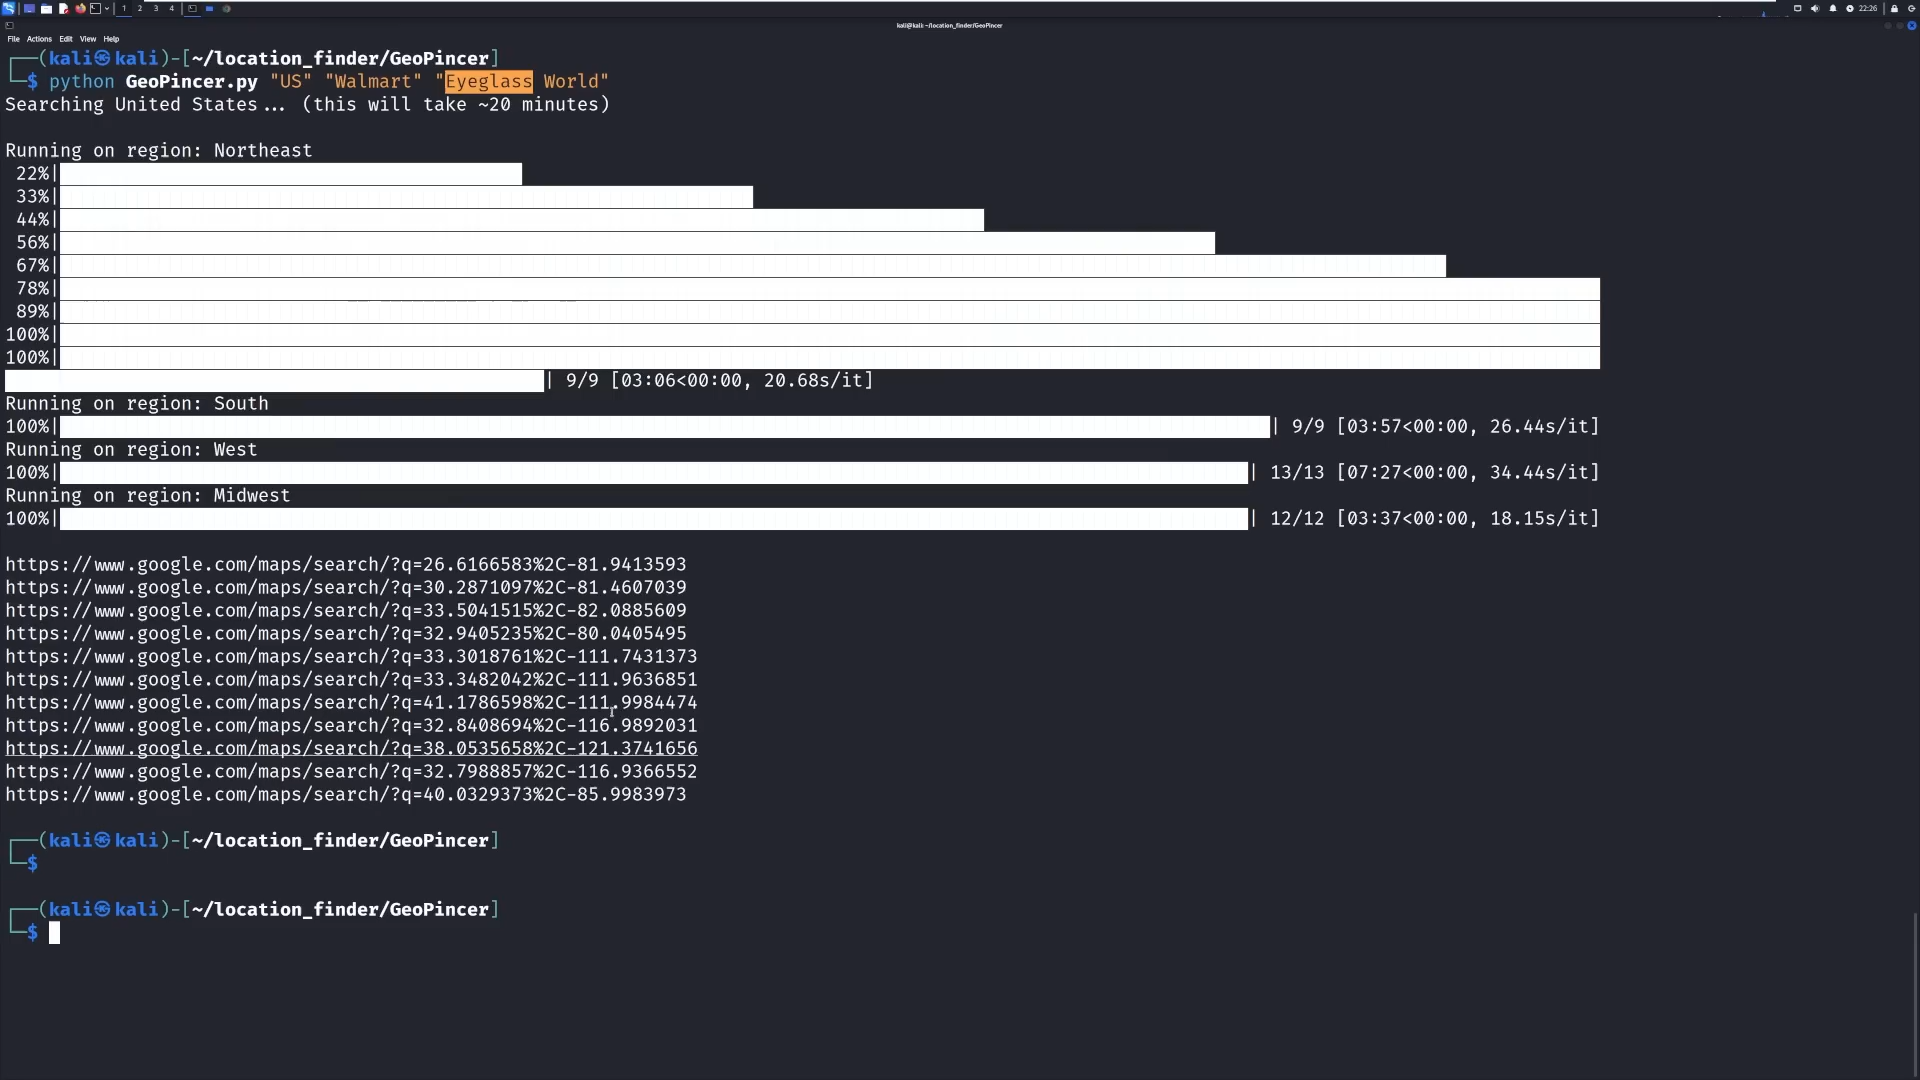 1 2 3 4
22:26
kali@kali: ~/location_finder/GeoPincer
File Actions Edit View Help
┌──(kali㉿kali)-[~/location_finder/GeoPincer]
└─$ python GeoPincer.py "US" "Walmart" "Eyeglass World"
Searching United States... (this will take ~20 minutes)
Running on region: Northeast
22%|
33%|
44%|
56%|
67%|
78%|
89%|
100%|
100%|
| 9/9 [03:06<00:00, 20.68s/it]
Running on region: South
100%| | 9/9 [03:57<00:00, 26.44s/it]
Running on region: West
100%| | 13/13 [07:27<00:00, 34.44s/it]
Running on region: Midwest
100%| | 12/12 [03:37<00:00, 18.15s/it]
https://www.google.com/maps/search/?q=26.6166583%2C-81.9413593
https://www.google.com/maps/search/?q=30.2871097%2C-81.4607039
https://www.google.com/maps/search/?q=33.5041515%2C-82.0885609
https://www.google.com/maps/search/?q=32.9405235%2C-80.0405495
https://www.google.com/maps/search/?q=33.3018761%2C-111.7431373
https://www.google.com/maps/search/?q=33.3482042%2C-111.9636851
https://www.google.com/maps/search/?q=41.1786598%2C-111.9984474
https://www.google.com/maps/search/?q=32.8408694%2C-116.9892031
https://www.google.com/maps/search/?q=38.0535658%2C-121.3741656
https://www.google.com/maps/search/?q=32.7988857%2C-116.9366552
https://www.google.com/maps/search/?q=40.0329373%2C-85.9983973
┌──(kali㉿kali)-[~/location_finder/GeoPincer]
└─$
┌──(kali㉿kali)-[~/location_finder/GeoPincer]
└─$